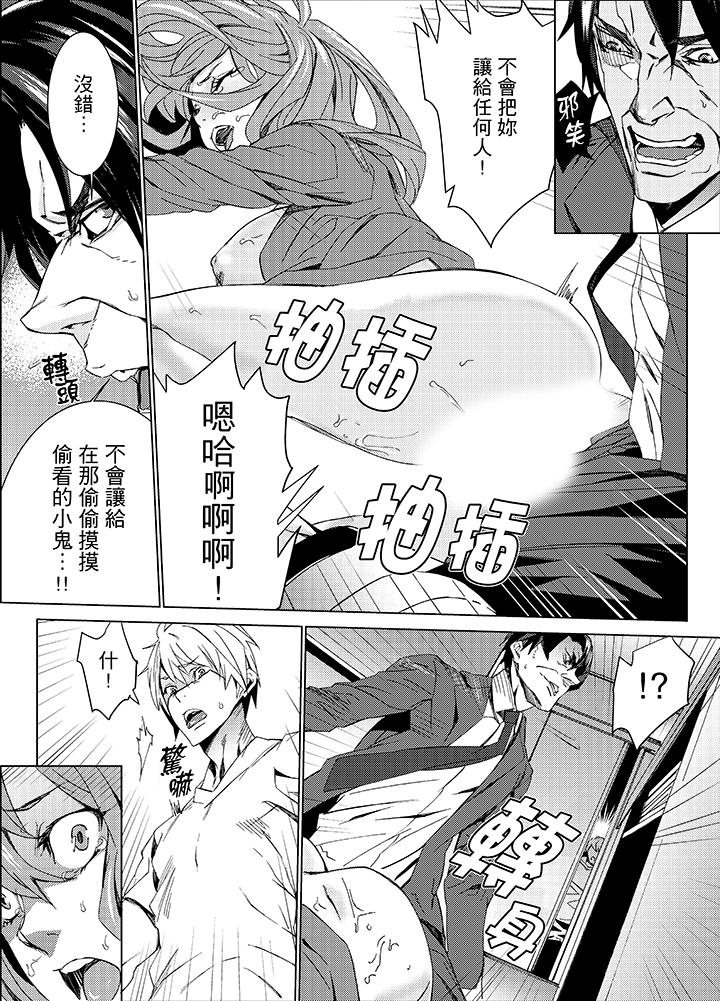 邪笑
不會把妳
讓給任何人！
抽插
嗯哈啊啊啊！
抽插
沒錯…
轉頭
不會讓給
在那偷偷摸摸
偷看的小鬼…!!
!?
轉身
什！
驚嚇